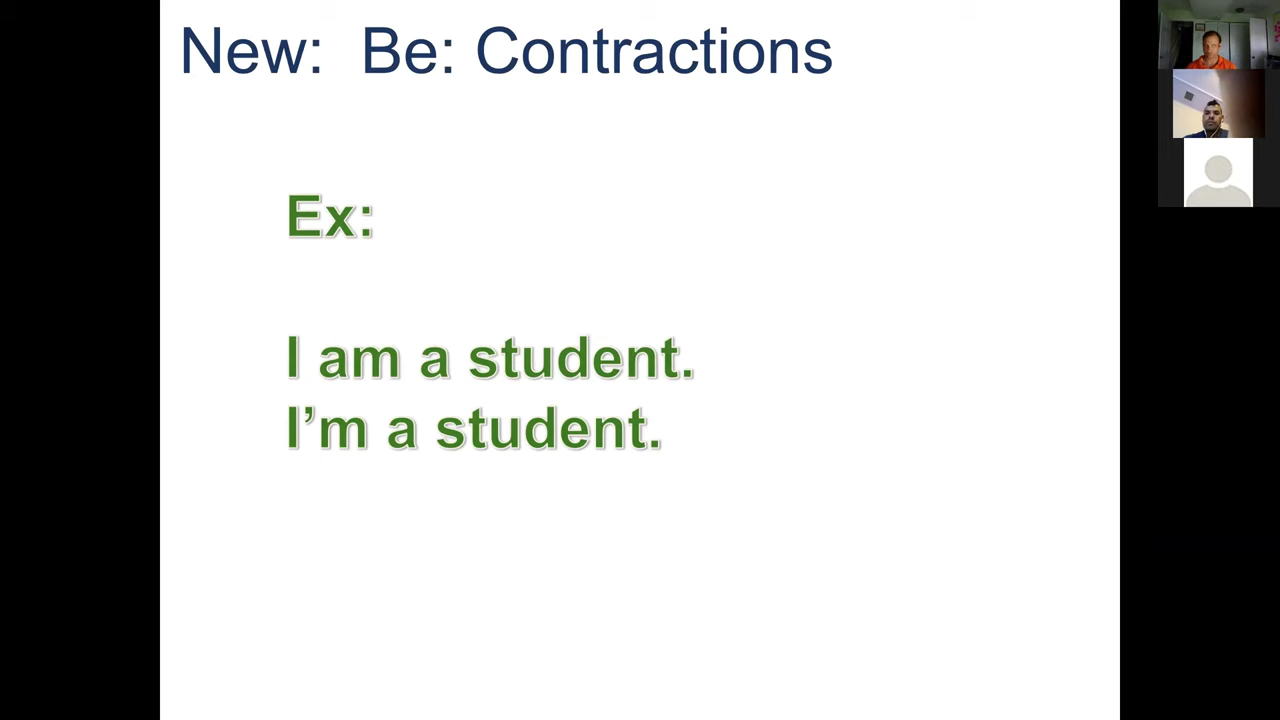 New: Be: Contractions
Ex:
I am a student.
I’m a student.